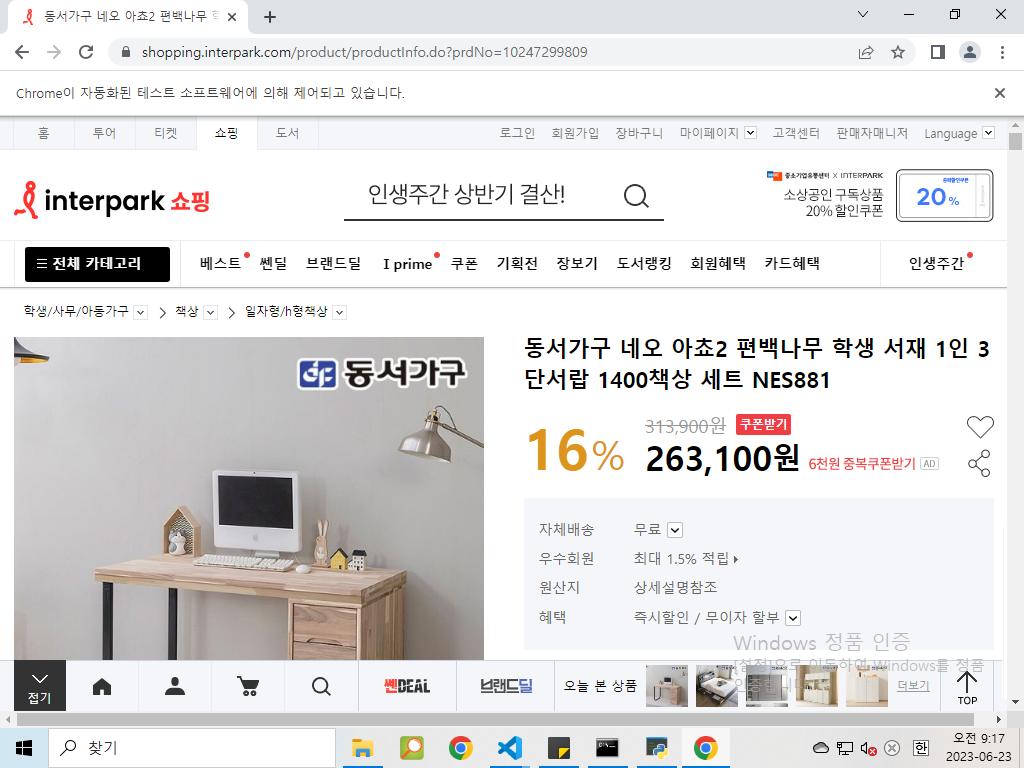 동서가구 네오 아쵸2 편백나무 학
shopping.interpark.com/product/productInfo.do?prdNo=10247299809
Chrome이 자동화된 테스트 소프트웨어에 의해 제어되고 있습니다.
홈 투어 티켓 쇼핑 도서 로그인 회원가입 장바구니 마이페이지 고객센터 판매자매니저 Language
interpark 쇼핑
인생주간 상반기 결산!
중소기업유통센터 X INTERPARK
소상공인 구독상품
20% 할인쿠폰
20%
전체 카테고리 베스트 쎈딜 브랜드딜 I prime 쿠폰 기획전 장보기 도서랭킹 회원혜택 카드혜택 인생주간
학생/사무/아동가구 책상 일자형/h형책상
동서가구
동서가구 네오 아쵸2 편백나무 학생 서재 1인 3
단서랍 1400책상 세트 NES881
16%
313,900원 쿠폰받기
263,100원 6천원 중복쿠폰받기 AD
자체배송 무료
우수회원 최대 1.5% 적립
원산지 상세설명참조
혜택 즉시할인 / 무이자 할부
Windows 정품 인증
[설정]으로 이동하여 Windows를 정품
인증합니다.
접기
쎈DEAL
브랜드딜
오늘 본 상품
더보기
TOP
찾기
한
오전 9:17
2023-06-23